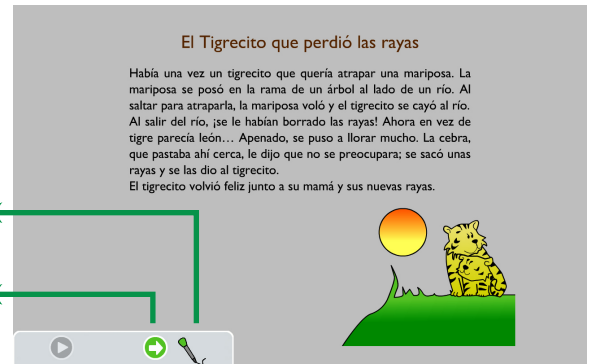 El Tigrecito que perdió las rayas
Había una vez un tigrecito que quería atrapar una mariposa. La
mariposa se posó en la rama de un árbol al lado de un río. Al
saltar para atraparla, la mariposa voló y el tigrecito se cayó al río.
Al salir del río, ¡se le habían borrado las rayas! Ahora en vez de
tigre parecía león… Apenado, se puso a llorar mucho. La cebra,
que pastaba ahí cerca, le dijo que no se preocupara; se sacó unas
rayas y se las dio al tigrecito.
El tigrecito volvió feliz junto a su mamá y sus nuevas rayas.